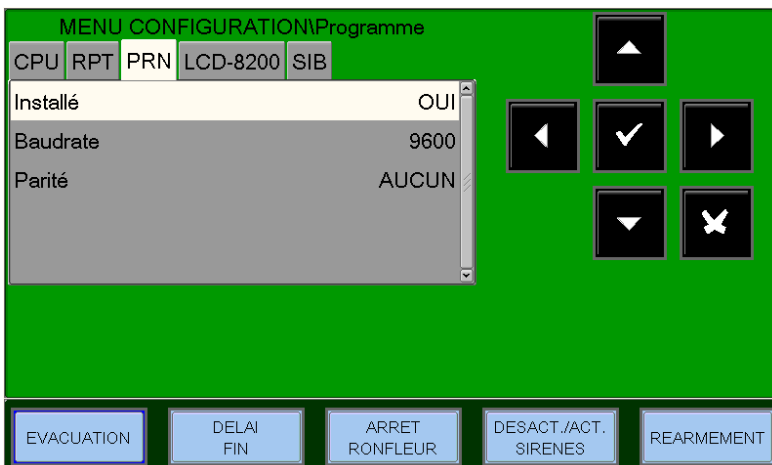 MENU CONFIGURATION\Programme
CPU RPT PRN LCD-8200 SIB
Installé OUI
Baudrate 9600
Parité AUCUN
EVACUATION DELAI FIN ARRET RONFLEUR DESACT./ACT. SIRENES REARMEMENT